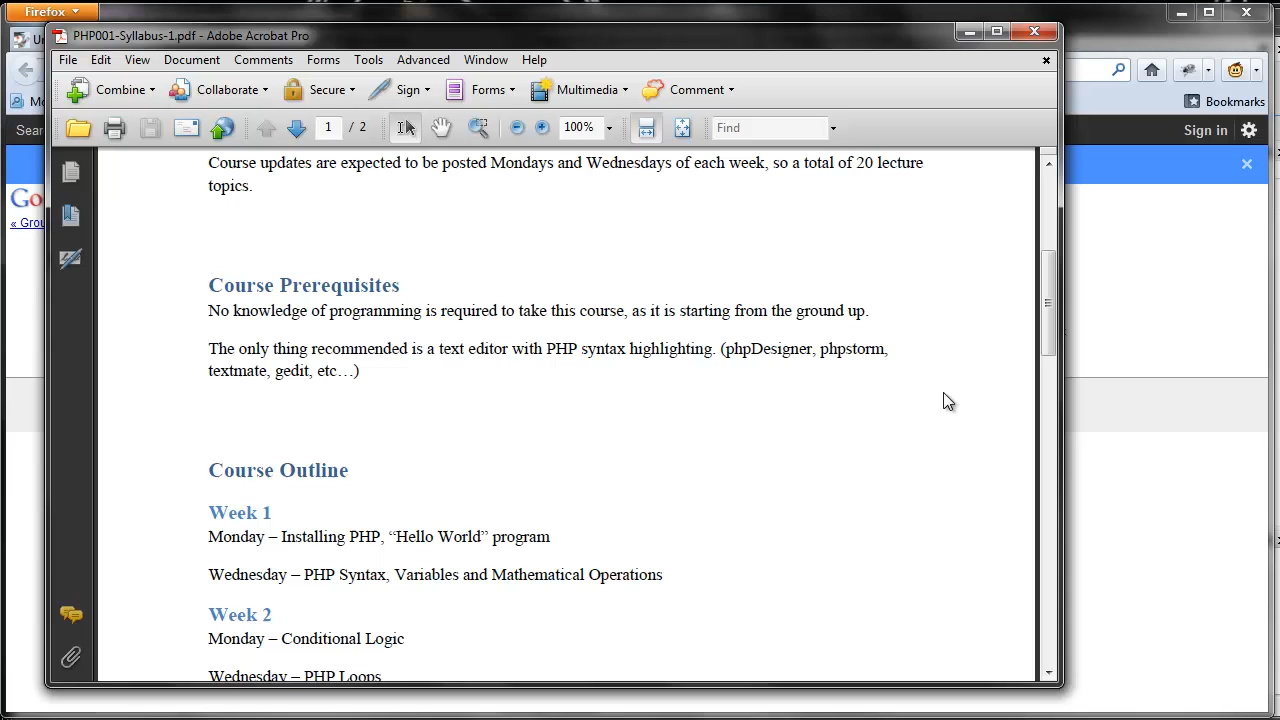 Firefox
PHP001-Syllabus-1.pdf - Adobe Acrobat Pro
File Edit View Document Comments Forms Tools Advanced Window Help
Combine Collaborate Secure Sign Forms Multimedia Comment
1 / 2 100% Find
Bookmarks
Sear
Sign in
Go
« Grou
Course updates are expected to be posted Mondays and Wednesdays of each week, so a total of 20 lecture
topics.
Course Prerequisites
No knowledge of programming is required to take this course, as it is starting from the ground up.
The only thing recommended is a text editor with PHP syntax highlighting. (phpDesigner, phpstorm,
textmate, gedit, etc…)
Course Outline
Week 1
Monday – Installing PHP, “Hello World” program
Wednesday – PHP Syntax, Variables and Mathematical Operations
Week 2
Monday – Conditional Logic
Wednesday – PHP Loops